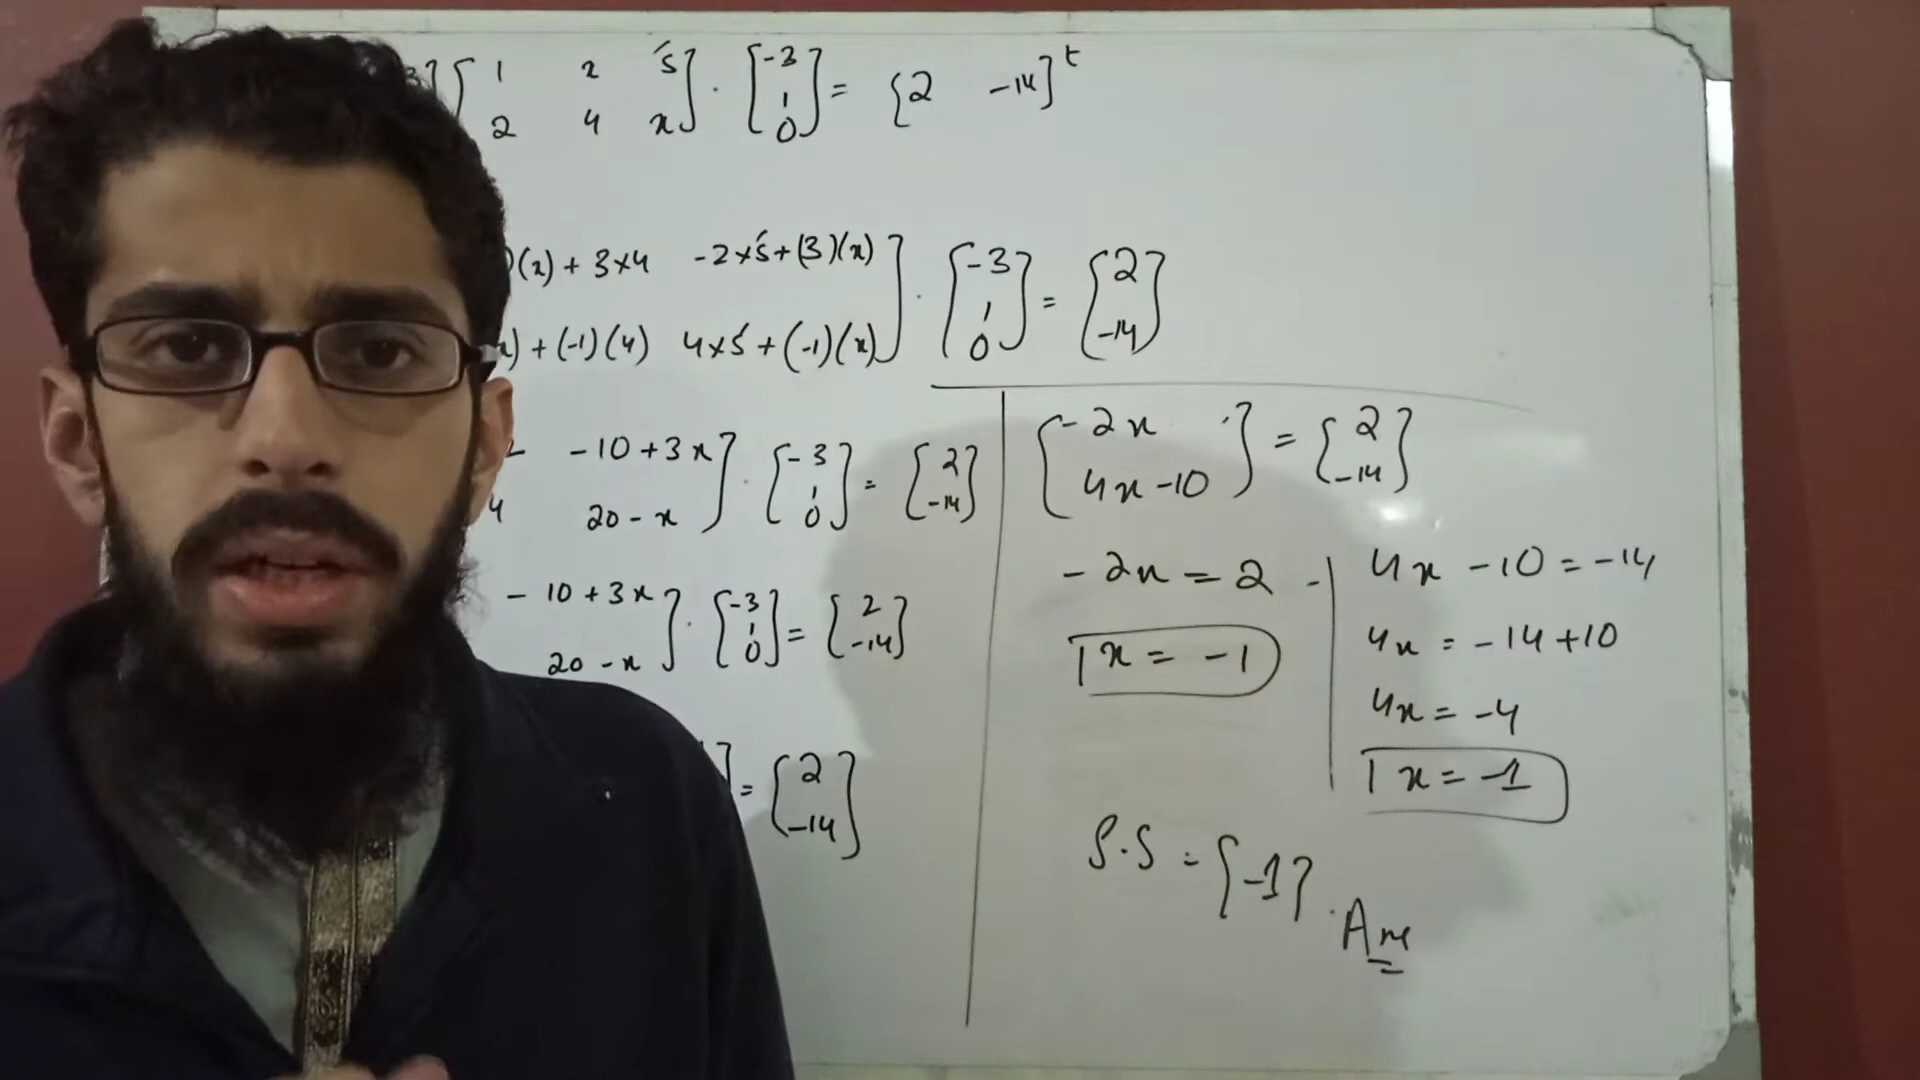 3] [ 1 x 5 ; 2 4 x ] . [ -3 ; 1 ; 0 ] = [ 2 -14 ]^t
)(x) + 3×4 -2×5+(3)(x) ] . [ -3 ; 1 ; 0 ] = [ 2 ; -14 ]
x) + (-1)(4) 4×5 + (-1)(x)
-10+3x ] . [ -3 ; 1 ; 0 ] = [ 2 ; -14 ]
4 20 - x
- 10 + 3x ] . [ -3 ; 1 ; 0 ] = [ 2 ; -14 ]
20 - x
] = [ 2 ; -14 ]
[ -2x ; 4x -10 ] = [ 2 ; -14 ]
- 2x = 2
x = -1
4x - 10 = -14
4x = -14 +10
4x = -4
x = -1
S.S = {-1}. Ans